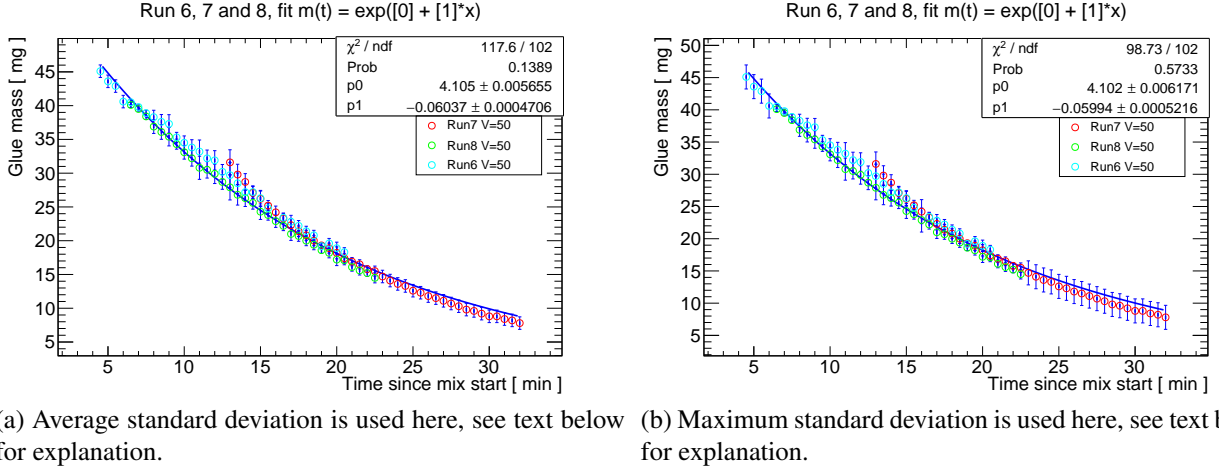 Run 6, 7 and 8, fit m(t) = exp([0] + [1]*x)
χ² / ndf 117.6 / 102
Prob 0.1389
p0 4.105 ± 0.005655
p1 −0.06037 ± 0.0004706
Run7 V=50
Run8 V=50
Run6 V=50
Glue mass [ mg ]
45
40
35
30
25
20
15
10
5
5 10 15 20 25 30
Time since mix start [ min ]
(a) Average standard deviation is used here, see text below
for explanation.
Run 6, 7 and 8, fit m(t) = exp([0] + [1]*x)
χ² / ndf 98.73 / 102
Prob 0.5733
p0 4.102 ± 0.006171
p1 −0.05994 ± 0.0005216
Run7 V=50
Run8 V=50
Run6 V=50
Glue mass [ mg ]
50
45
40
35
30
25
20
15
10
5
5 10 15 20 25 30
Time since mix start [ min ]
(b) Maximum standard deviation is used here, see text
for explanation.